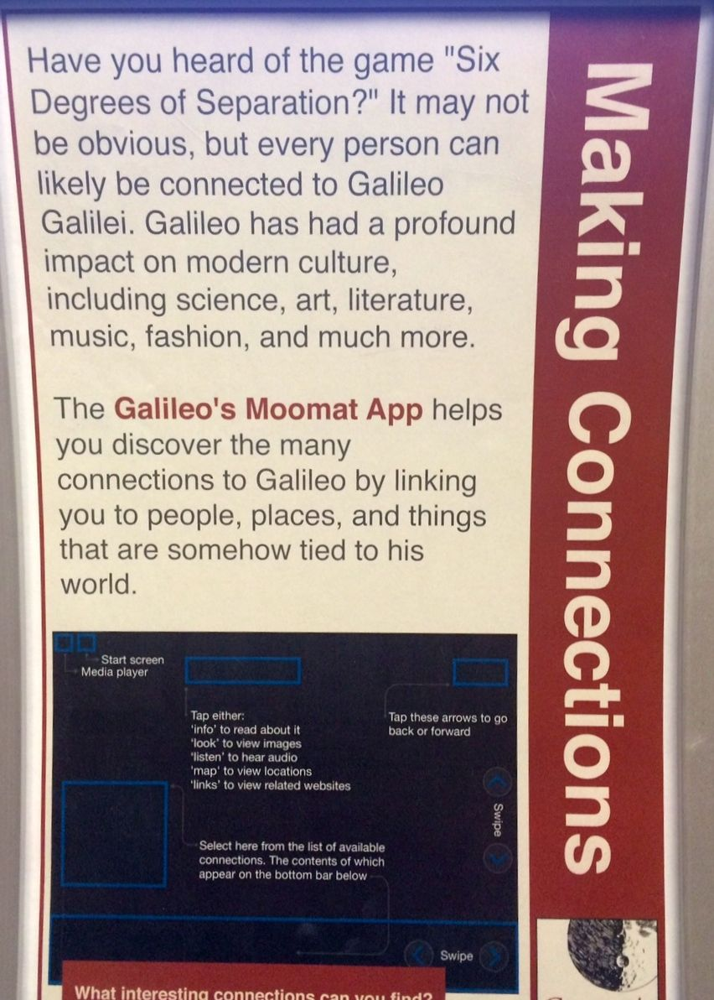 Have you heard of the game "Six
Degrees of Separation?" It may not
be obvious, but every person can
likely be connected to Galileo
Galilei. Galileo has had a profound
impact on modern culture,
including science, art, literature,
music, fashion, and much more.
The Galileo's Moomat App helps
you discover the many
connections to Galileo by linking
you to people, places, and things
that are somehow tied to his
world.
Start screen
Media player
Tap either:
'info' to read about it
'look' to view images
'listen' to hear audio
'map' to view locations
'links' to view related websites
Tap these arrows to go
back or forward
Swipe
Select here from the list of available
connections. The contents of which
appear on the bottom bar below
Swipe
What interesting connections can you find?
Making Connections